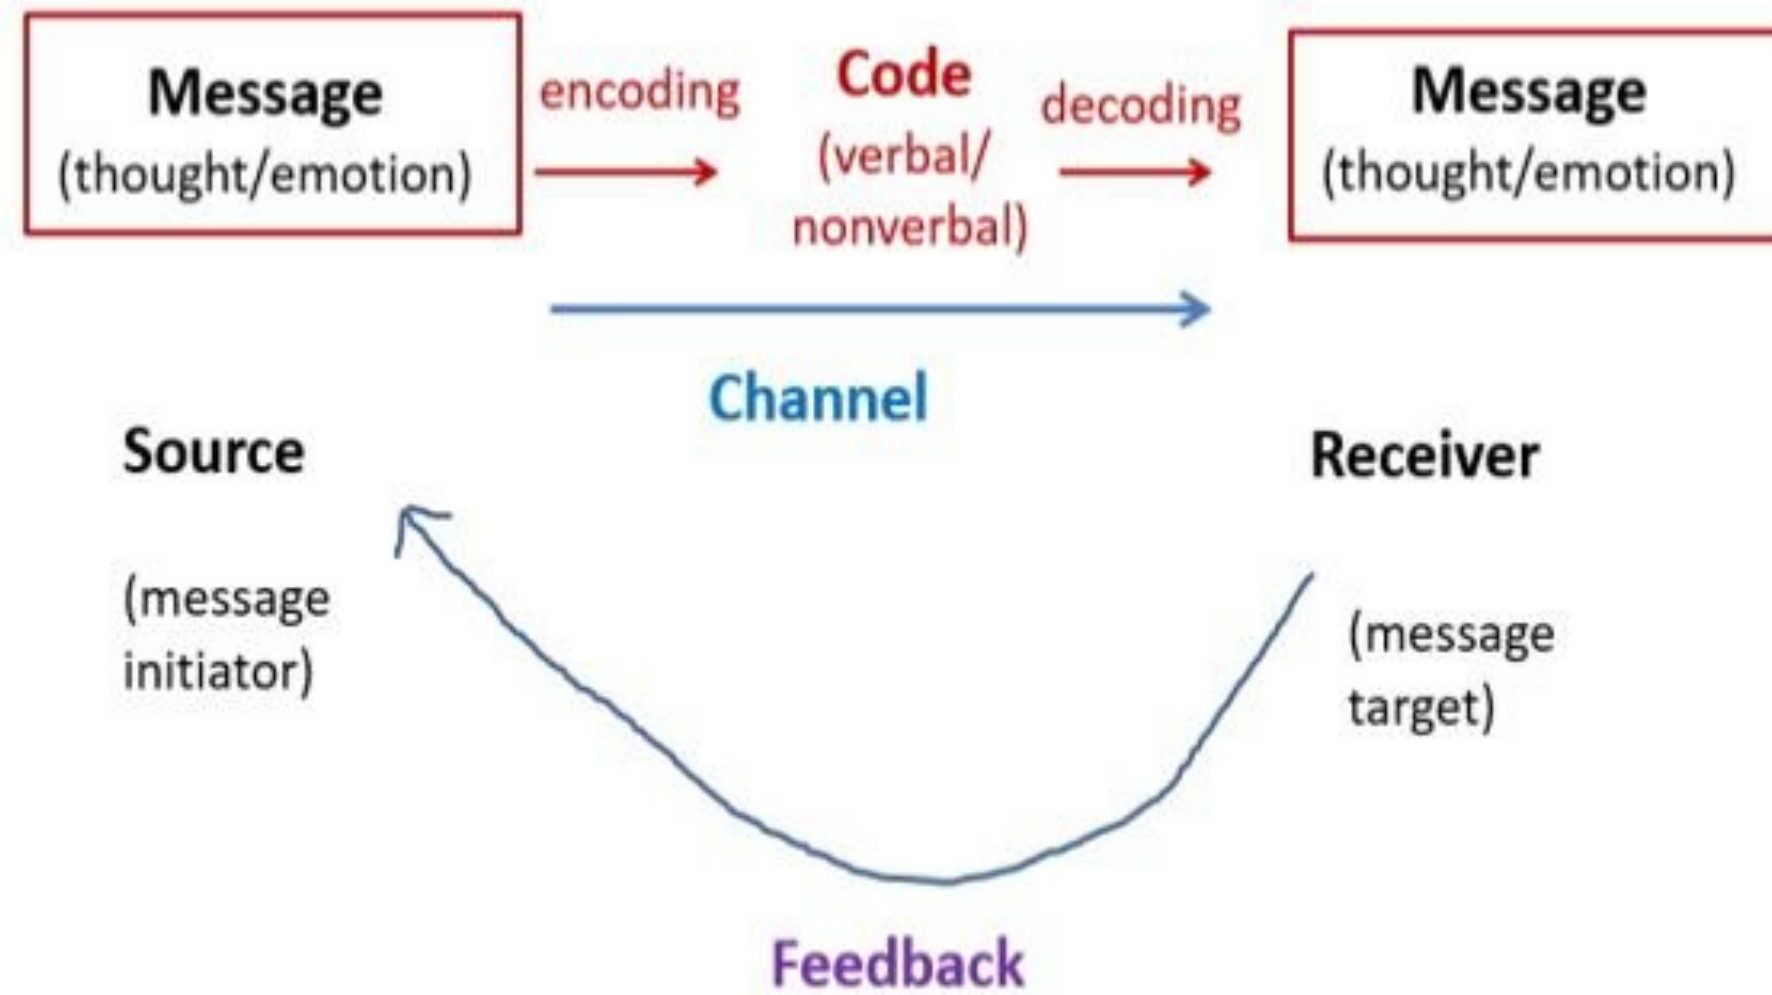 Message
(thought/emotion)
encoding
Code
(verbal/
nonverbal)
decoding
Message
(thought/emotion)
Channel
Source
(message
initiator)
Receiver
(message
target)
Feedback